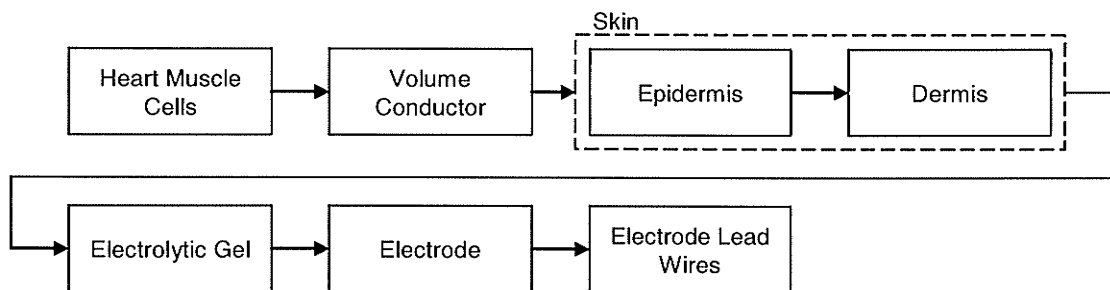 Skin
Heart Muscle
Cells
Volume
Conductor
Epidermis
Dermis
Electrolytic Gel
Electrode
Electrode Lead
Wires